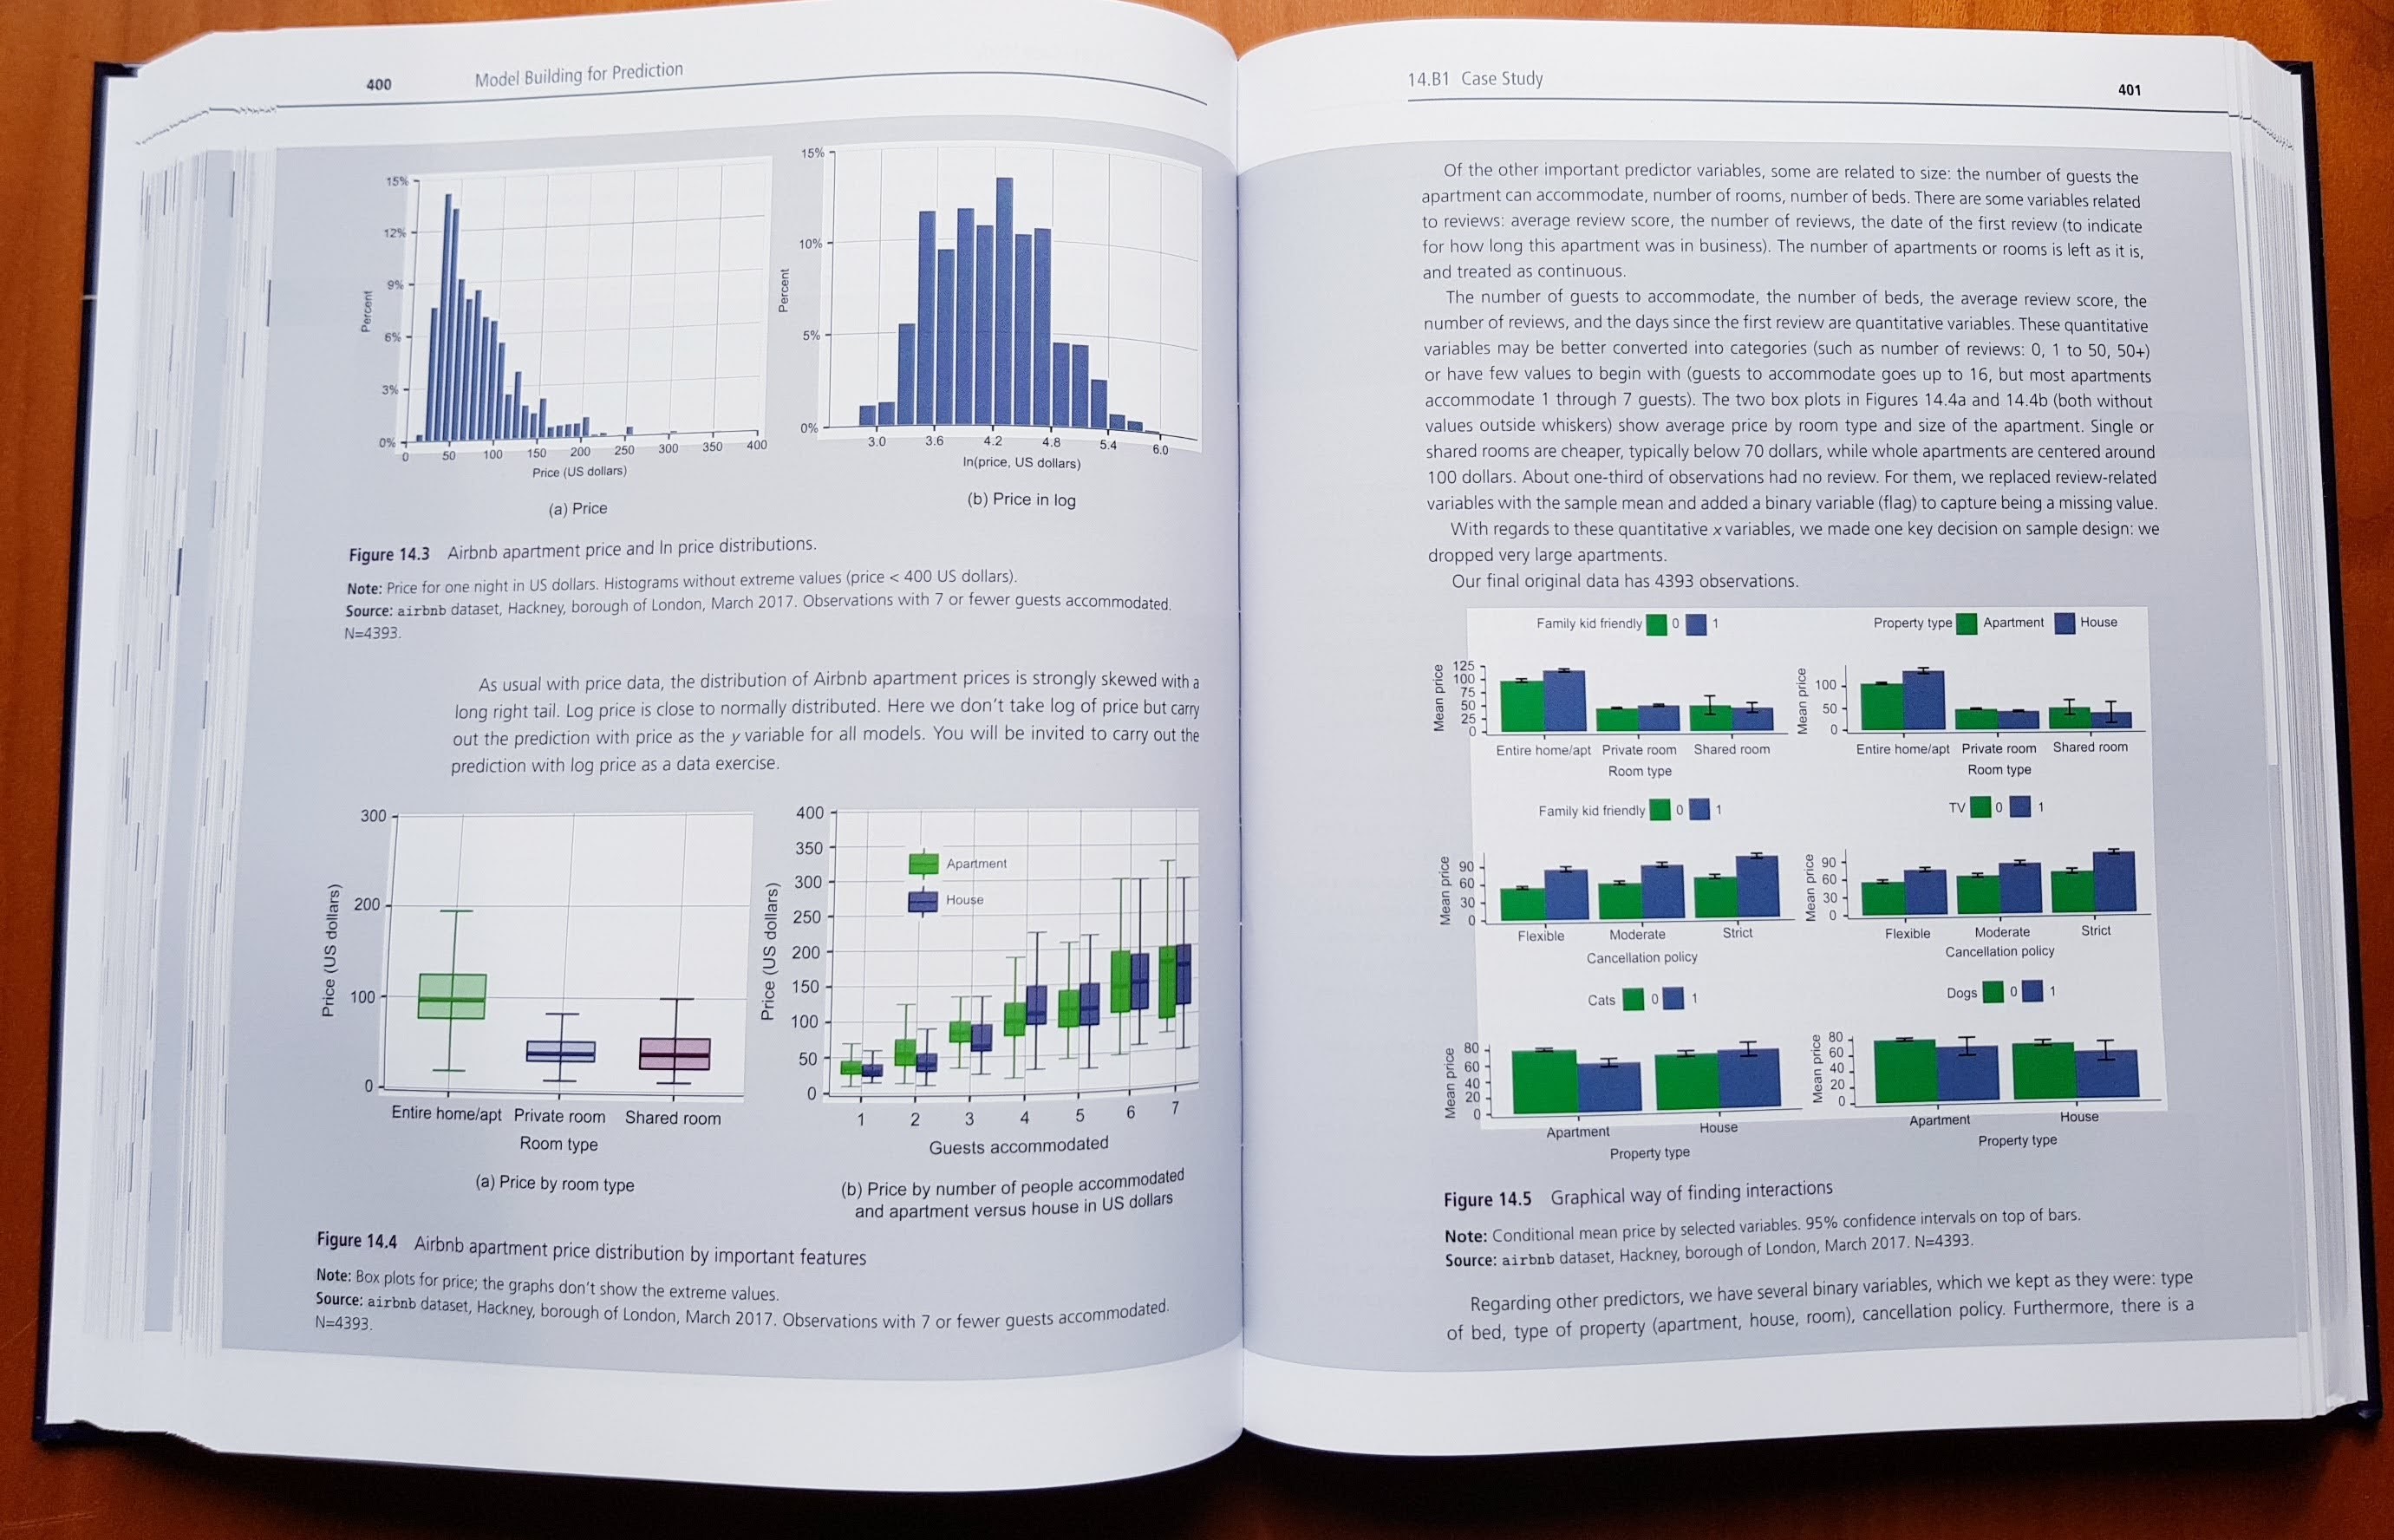 400 Model Building for Prediction
15%
12%
9%
6%
3%
0%
Percent
0 50 100 150 200 250 300 350 400
Price (US dollars)
(a) Price
15%
10%
5%
0%
Percent
3.0 3.6 4.2 4.8 5.4 6.0
ln(price, US dollars)
(b) Price in log
Figure 14.3 Airbnb apartment price and ln price distributions.
Note: Price for one night in US dollars. Histograms without extreme values (price < 400 US dollars).
Source: airbnb dataset, Hackney, borough of London, March 2017. Observations with 7 or fewer guests accommodated.
N=4393.
As usual with price data, the distribution of Airbnb apartment prices is strongly skewed with a
long right tail. Log price is close to normally distributed. Here we don't take log of price but carry
out the prediction with price as the y variable for all models. You will be invited to carry out the
prediction with log price as a data exercise.
300
200
100
0
Price (US dollars)
Entire home/apt Private room Shared room
Room type
(a) Price by room type
400
350
300
250
200
150
100
50
0
Price (US dollars)
Apartment
House
1 2 3 4 5 6 7
Guests accommodated
(b) Price by number of people accommodated
and apartment versus house in US dollars
Figure 14.4 Airbnb apartment price distribution by important features
Note: Box plots for price; the graphs don't show the extreme values.
Source: airbnb dataset, Hackney, borough of London, March 2017. Observations with 7 or fewer guests accommodated.
N=4393.
14.B1 Case Study 401
Of the other important predictor variables, some are related to size: the number of guests the
apartment can accommodate, number of rooms, number of beds. There are some variables related
to reviews: average review score, the number of reviews, the date of the first review (to indicate
for how long this apartment was in business). The number of apartments or rooms is left as it is,
and treated as continuous.
The number of guests to accommodate, the number of beds, the average review score, the
number of reviews, and the days since the first review are quantitative variables. These quantitative
variables may be better converted into categories (such as number of reviews: 0, 1 to 50, 50+)
or have few values to begin with (guests to accommodate goes up to 16, but most apartments
accommodate 1 through 7 guests). The two box plots in Figures 14.4a and 14.4b (both without
values outside whiskers) show average price by room type and size of the apartment. Single or
shared rooms are cheaper, typically below 70 dollars, while whole apartments are centered around
100 dollars. About one-third of observations had no review. For them, we replaced review-related
variables with the sample mean and added a binary variable (flag) to capture being a missing value.
With regards to these quantitative x variables, we made one key decision on sample design: we
dropped very large apartments.
Our final original data has 4393 observations.
Family kid friendly 0 1
125
100
75
50
25
0
Mean price
Entire home/apt Private room Shared room
Room type
Property type Apartment House
100
50
0
Mean price
Entire home/apt Private room Shared room
Room type
Family kid friendly 0 1
90
60
30
0
Mean price
Flexible Moderate Strict
Cancellation policy
TV 0 1
90
60
30
0
Mean price
Flexible Moderate Strict
Cancellation policy
Cats 0 1
80
60
40
20
0
Mean price
Apartment House
Property type
Dogs 0 1
80
60
40
20
0
Mean price
Apartment House
Property type
Figure 14.5 Graphical way of finding interactions
Note: Conditional mean price by selected variables. 95% confidence intervals on top of bars.
Source: airbnb dataset, Hackney, borough of London, March 2017. N=4393.
Regarding other predictors, we have several binary variables, which we kept as they were: type
of bed, type of property (apartment, house, room), cancellation policy. Furthermore, there is a